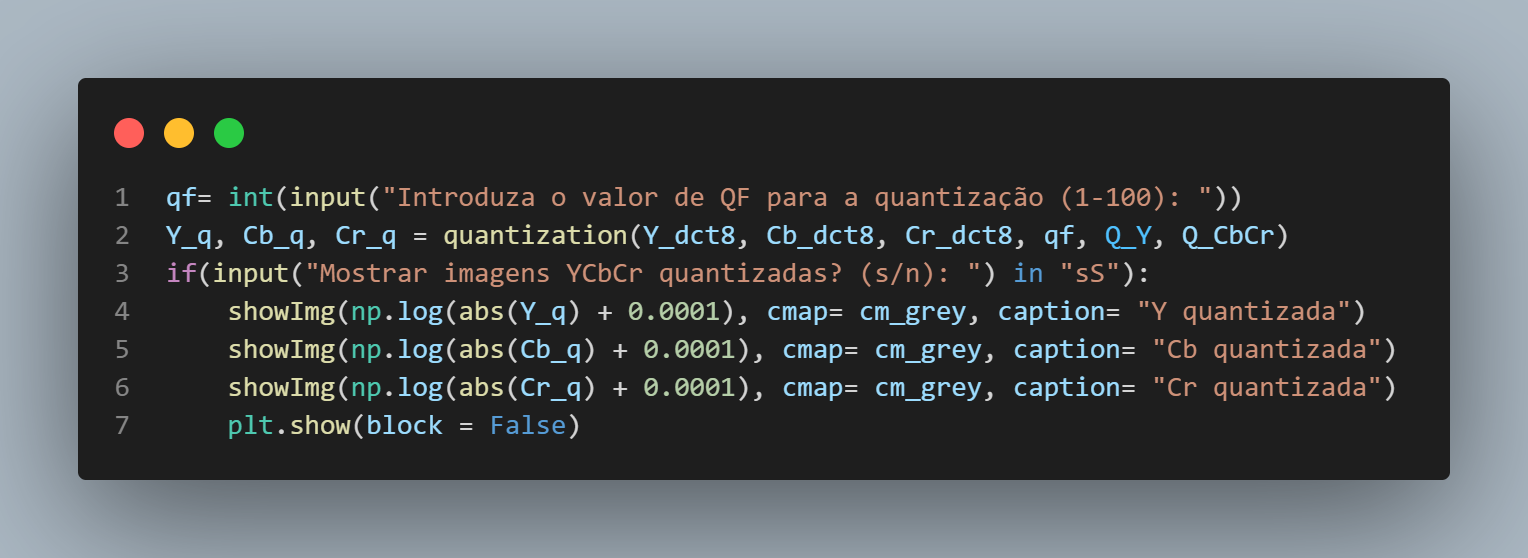 1 qf= int(input("Introduza o valor de QF para a quantização (1-100): "))
2 Y_q, Cb_q, Cr_q = quantization(Y_dct8, Cb_dct8, Cr_dct8, qf, Q_Y, Q_CbCr)
3 if(input("Mostrar imagens YCbCr quantizadas? (s/n): ") in "sS"):
4     showImg(np.log(abs(Y_q) + 0.0001), cmap= cm_grey, caption= "Y quantizada")
5     showImg(np.log(abs(Cb_q) + 0.0001), cmap= cm_grey, caption= "Cb quantizada")
6     showImg(np.log(abs(Cr_q) + 0.0001), cmap= cm_grey, caption= "Cr quantizada")
7     plt.show(block = False)